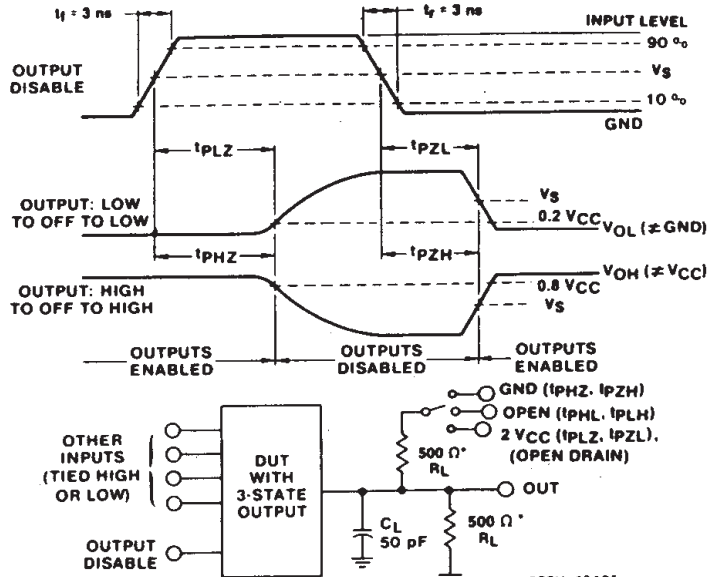 tf = 3 ns
tf = 3 ns
INPUT LEVEL
90 %
VS
10 %
GND
OUTPUT
DISABLE
tPLZ
tPZL
OUTPUT: LOW
TO OFF TO LOW
VS
0.2 VCC
VOL (≠ GND)
tPHZ
tPZH
OUTPUT: HIGH
TO OFF TO HIGH
VOH (≠ VCC)
0.8 VCC
VS
OUTPUTS
ENABLED
OUTPUTS
DISABLED
OUTPUTS
ENABLED
GND (tPHZ, tPZH)
OPEN (tPHL, tPLH)
2 VCC (tPLZ, tPZL),
(OPEN DRAIN)
OTHER
INPUTS
(TIED HIGH
OR LOW)
DUT
WITH
3-STATE
OUTPUT
500 Ω*
RL
OUT
CL
50 pF
500 Ω*
RL
OUTPUT
DISABLE